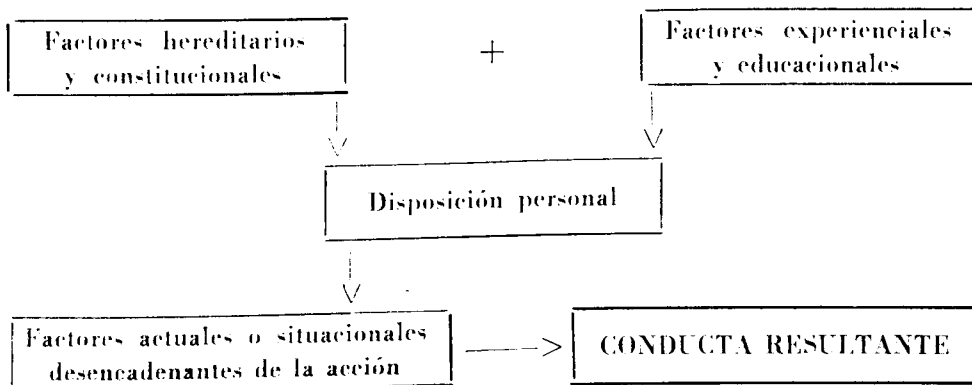 Factores hereditarios
y constitucionales
+
Factores experienciales
y educacionales
Disposición personal
Factores actuales o situacionales
desencadenantes de la acción
CONDUCTA RESULTANTE